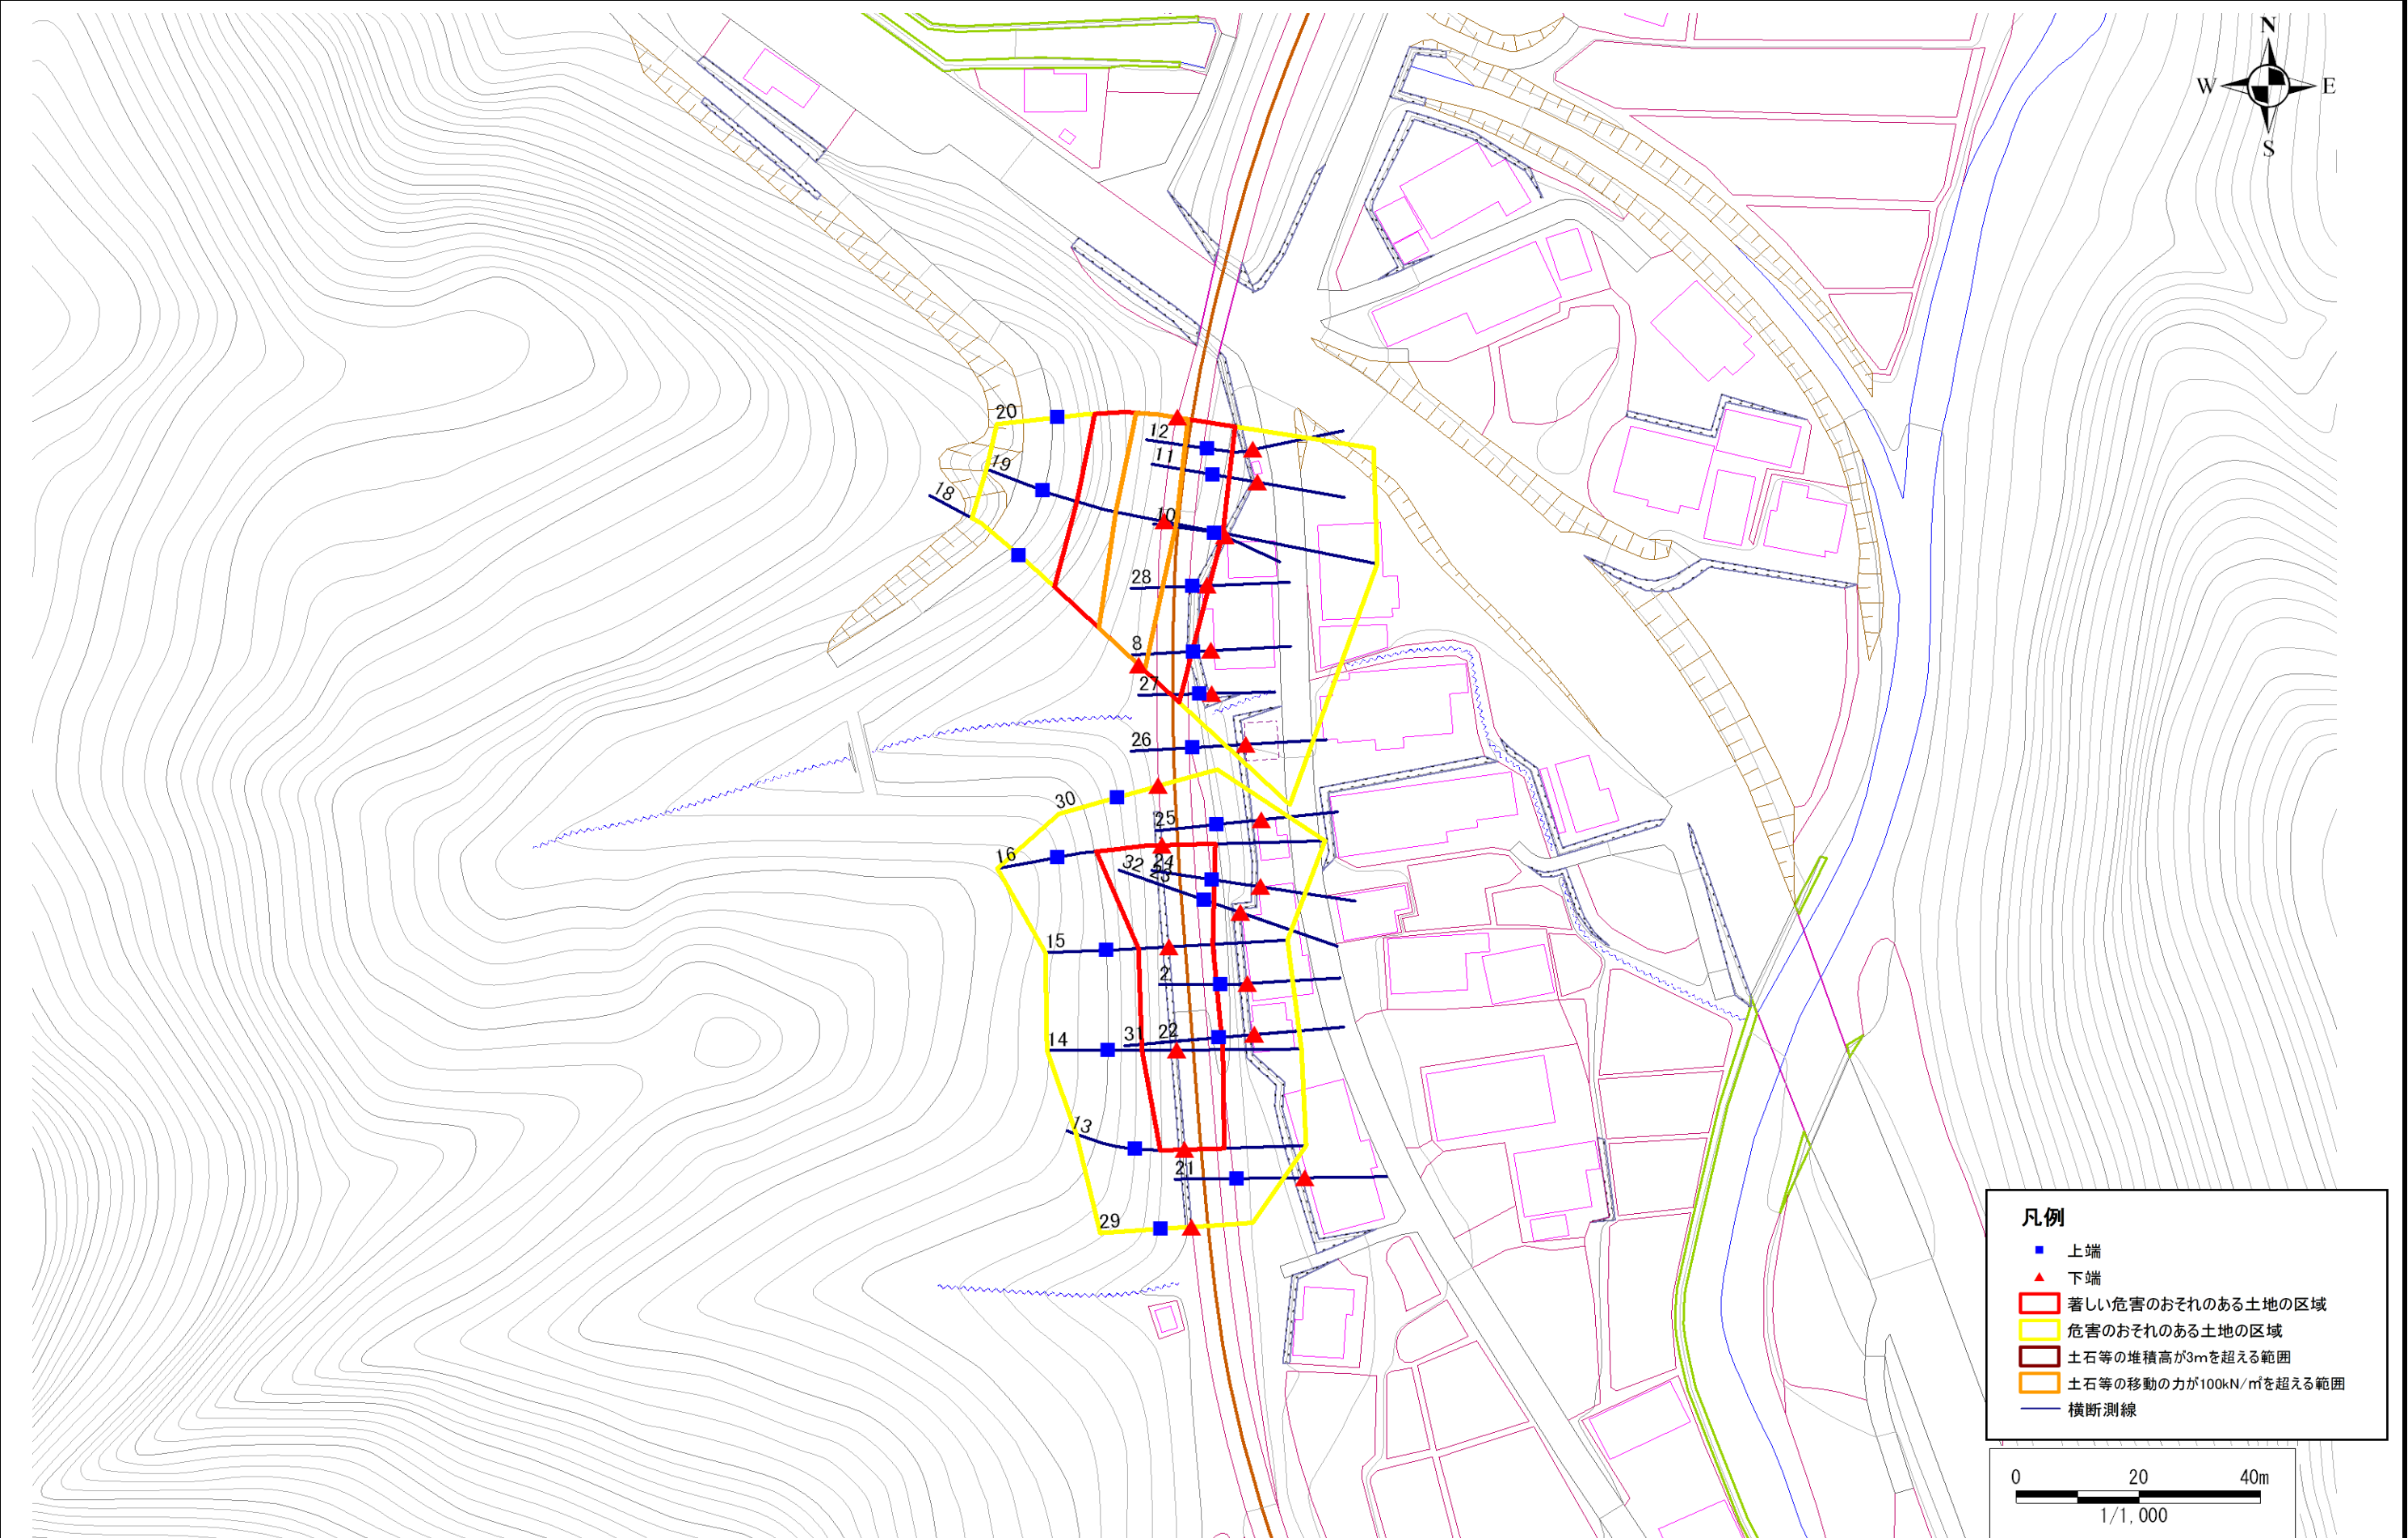 N
W E
S
20
12
11
19
18
10
28
8
27
26
30
25
16
32 24
23
15
2
31 22
14
13
21
29
凡例
上端
下端
著しい危害のおそれのある土地の区域
危害のおそれのある土地の区域
土石等の堆積高が3mを超える範囲
土石等の移動の力が100kN/㎡を超える範囲
横断測線
0 20 40m
1/1,000